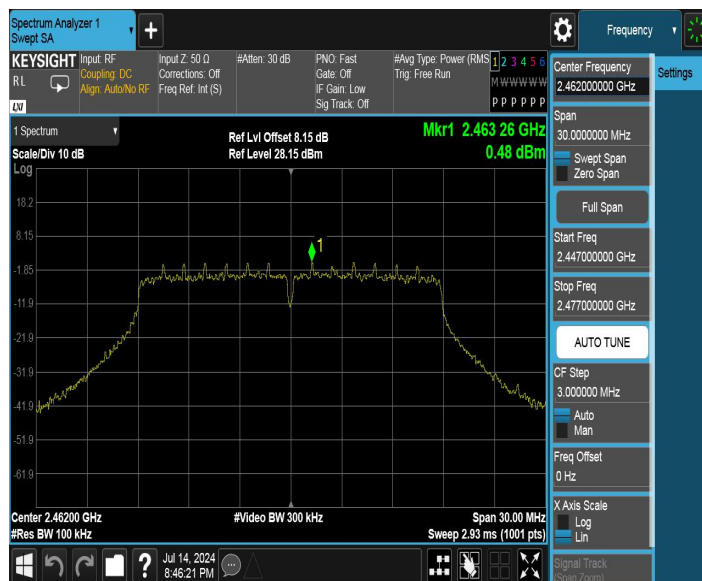 Spectrum Analyzer 1
Swept SA
+
Frequency
KEYSIGHT
Input: RF
Coupling: DC
Align: Auto/No RF
Input Z: 50 Ω
Corrections: Off
Freq Ref: Int (S)
#Atten: 30 dB
PNO: Fast
Gate: Off
IF Gain: Low
Sig Track: Off
#Avg Type: Power (RMS
Trig: Free Run
1 2 3 4 5 6
M W W W W W
P P P P P P
R L
LNI
1 Spectrum
Scale/Div 10 dB
Ref Lvl Offset 8.15 dB
Ref Level 28.15 dBm
Mkr1 2.463 26 GHz
0.48 dBm
Log
18.2
8.15
-1.85
-11.9
-21.9
-31.9
-41.9
-51.9
-61.9
1
Center 2.46200 GHz
#Res BW 100 kHz
#Video BW 300 kHz
Span 30.00 MHz
Sweep 2.93 ms (1001 pts)
Center Frequency
2.462000000 GHz
Settings
Span
30.0000000 MHz
Swept Span
Zero Span
Full Span
Start Freq
2.447000000 GHz
Stop Freq
2.477000000 GHz
AUTO TUNE
CF Step
3.000000 MHz
Auto
Man
Freq Offset
0 Hz
X Axis Scale
Log
Lin
Signal Track
(Span Zoom)
?
Jul 14, 2024
8:46:21 PM